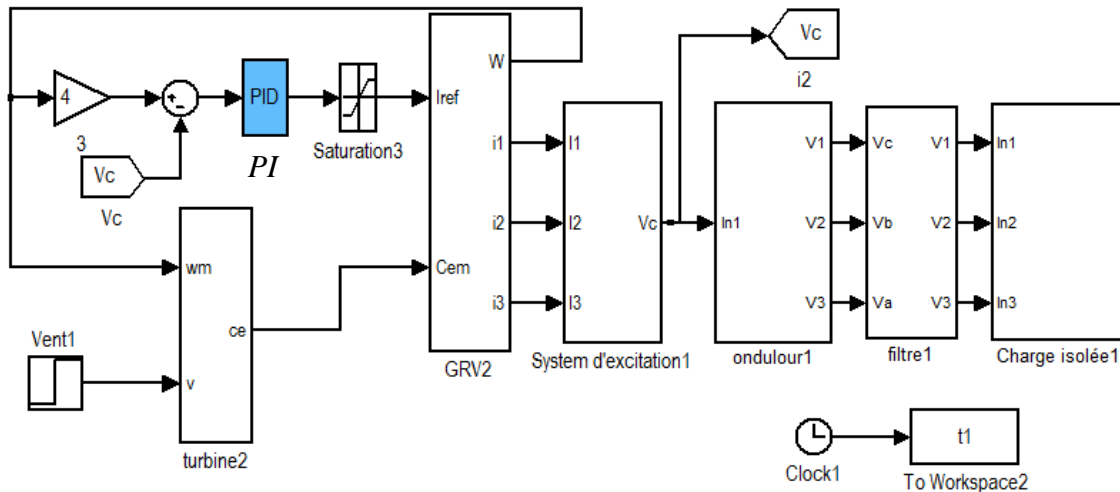 4
3
Vc
Vc
PID
PI
Saturation3
W
Iref
i1
i2
Cem
i3
GRV2
I1
I2
Vc
I3
System d'excitation1
Vc
i2
V1
In1
V2
V3
ondulour1
Vc
V1
Vb
V2
Va
V3
filtre1
In1
In2
In3
Charge isolée1
wm
ce
v
turbine2
Vent1
Clock1
t1
To Workspace2